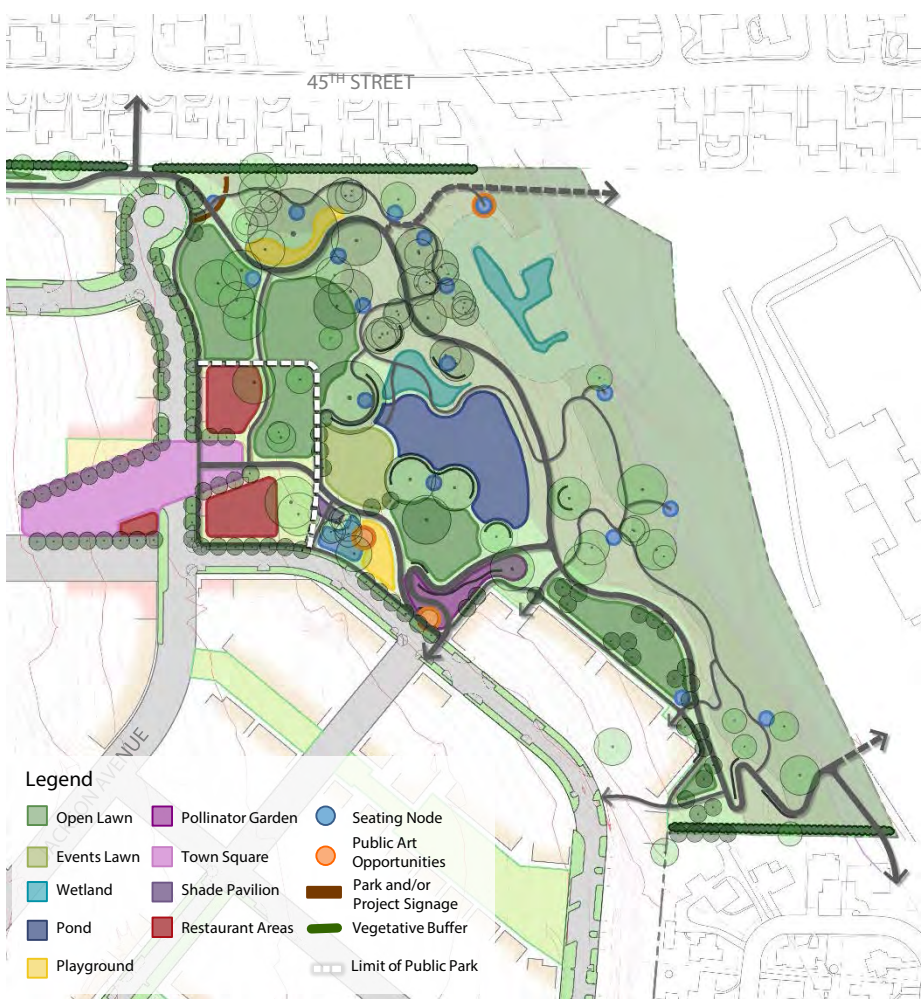 45TH STREET
JACKSON AVENUE
Legend
Open Lawn
Events Lawn
Wetland
Pond
Playground
Pollinator Garden
Town Square
Shade Pavilion
Restaurant Areas
Seating Node
Public Art
Opportunities
Park and/or
Project Signage
Vegetative Buffer
Limit of Public Park